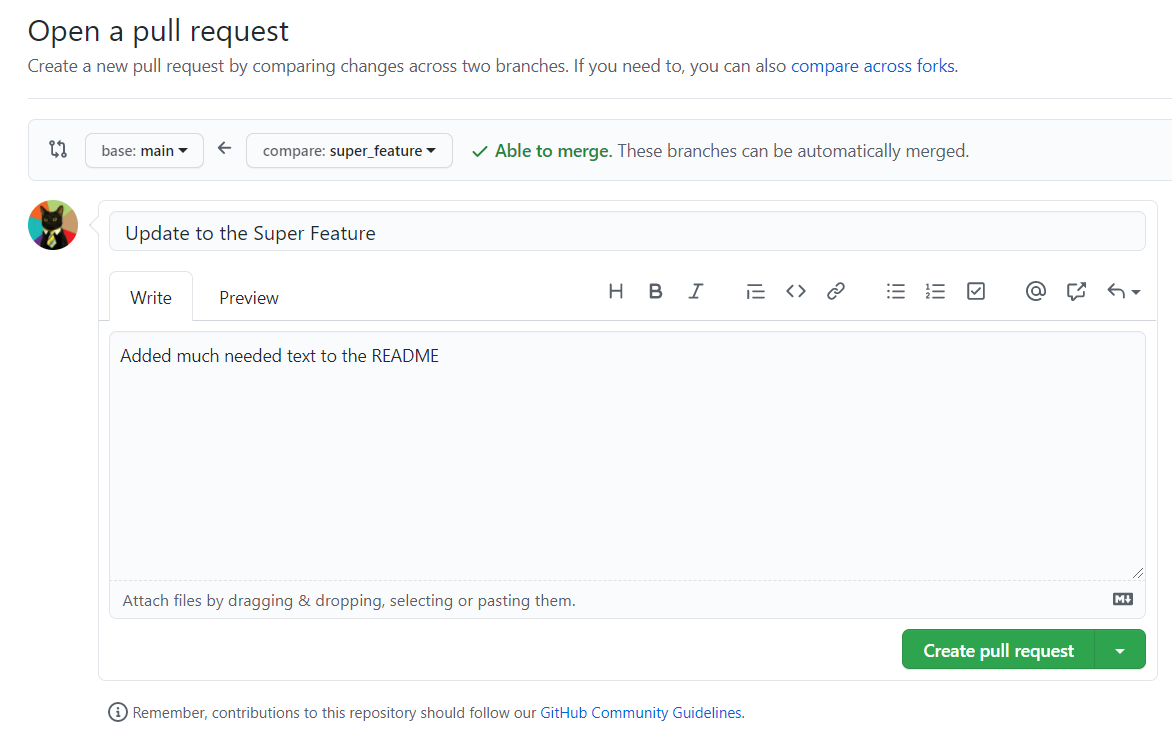 Open a pull request
Create a new pull request by comparing changes across two branches. If you need to, you can also compare across forks.
base: main
compare: super_feature
Able to merge. These branches can be automatically merged.
Update to the Super Feature
Write Preview H B I @
Added much needed text to the README
Attach files by dragging & dropping, selecting or pasting them.
Create pull request
Remember, contributions to this repository should follow our GitHub Community Guidelines.